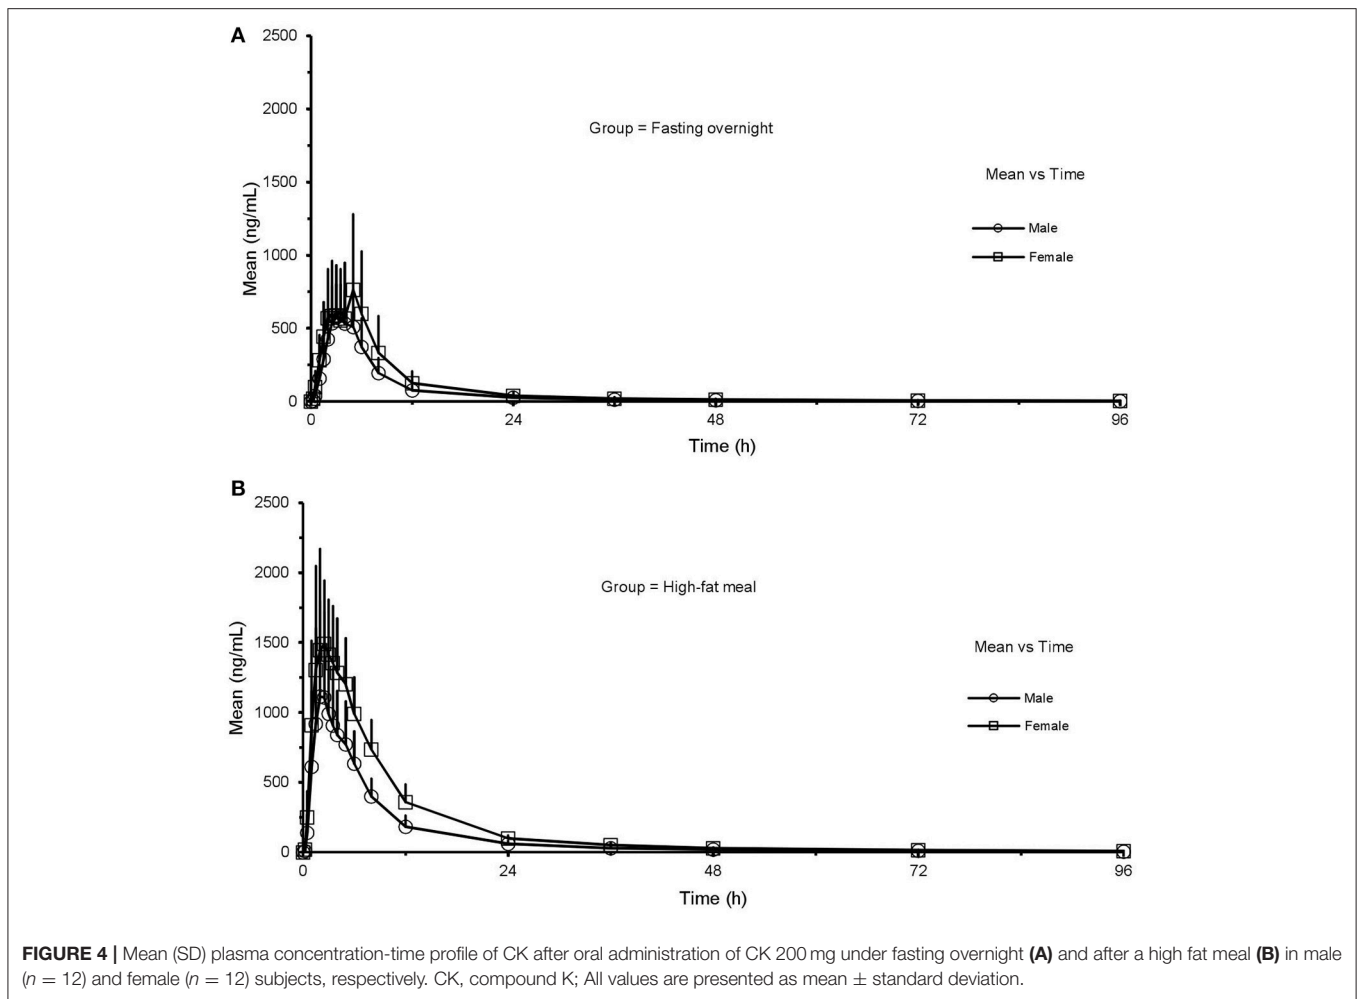 A
2500
2000
1500
1000
500
0
Mean (ng/mL)
Group = Fasting overnight
Mean vs Time
Male
Female
0 24 48 72 96
Time (h)
B
2500
2000
1500
1000
500
0
Mean (ng/mL)
Group = High-fat meal
Mean vs Time
Male
Female
0 24 48 72 96
Time (h)
FIGURE 4 | Mean (SD) plasma concentration-time profile of CK after oral administration of CK 200 mg under fasting overnight (A) and after a high fat meal (B) in male
(n = 12) and female (n = 12) subjects, respectively. CK, compound K; All values are presented as mean ± standard deviation.